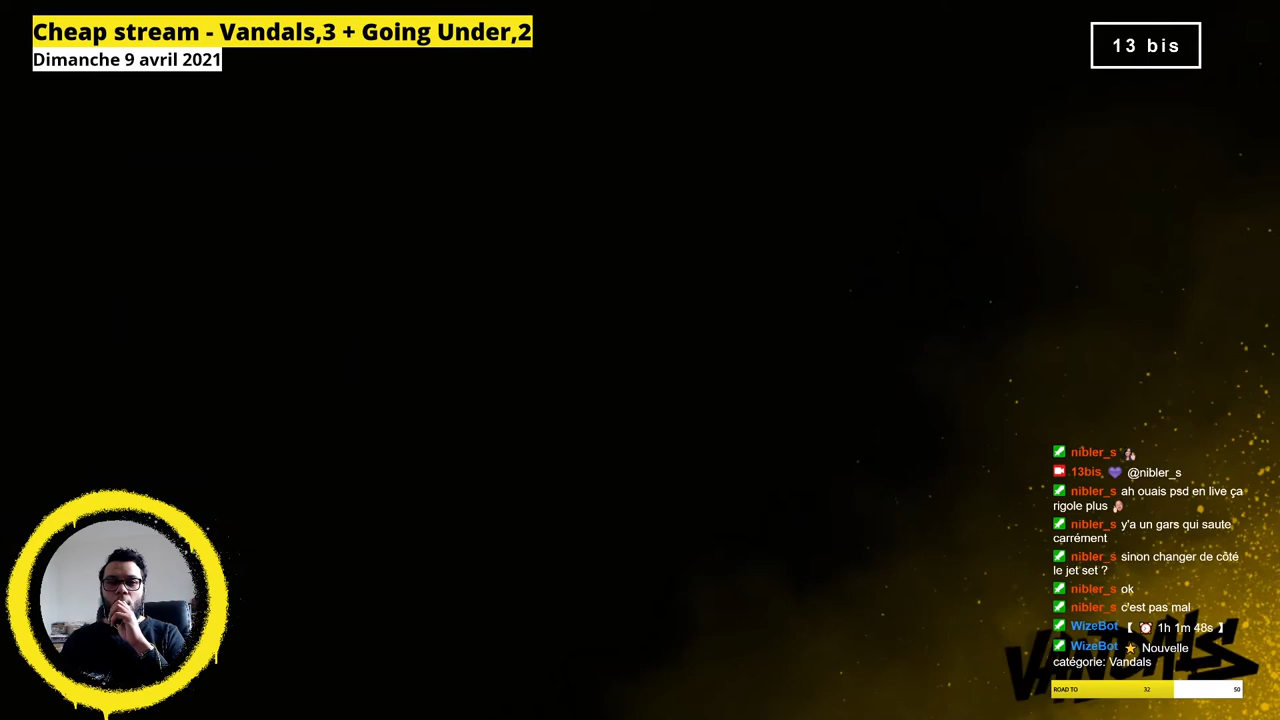 Cheap stream - Vandals,3 + Going Under,2
Dimanche 9 avril 2021
13 bis
nibler_s
13bis @nibler_s
nibler_s ah ouais psd en live ça
rigole plus
nibler_s y'a un gars qui saute
carrément
nibler_s sinon changer de côté
le jet set ?
nibler_s ok
nibler_s c'est pas mal
WizeBot 【 1h 1m 48s 】
WizeBot Nouvelle
catégorie: Vandals
VANDALS
ROAD TO 32 50